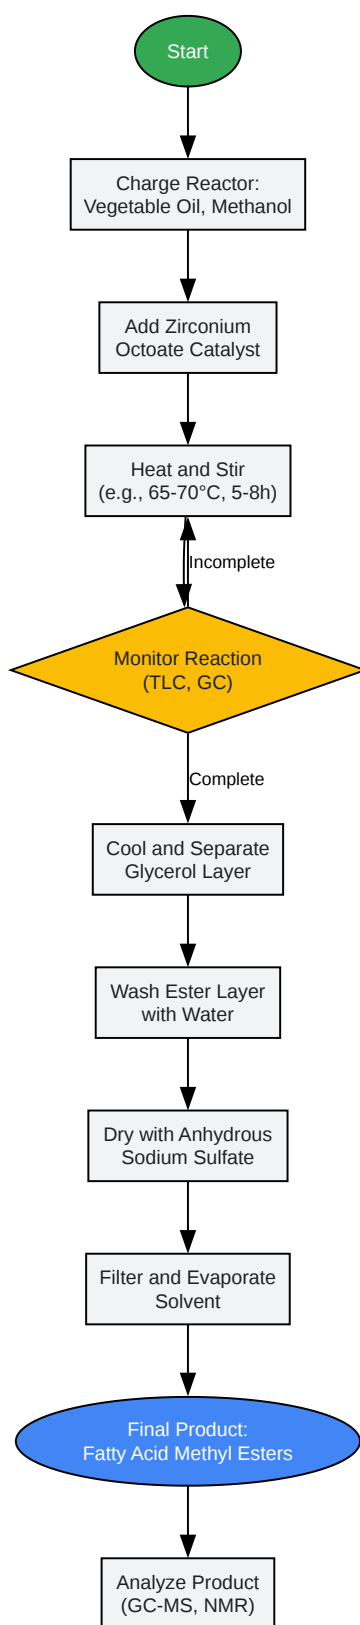 Start
Charge Reactor:
Vegetable Oil, Methanol
Add Zirconium
Octoate Catalyst
Heat and Stir
(e.g., 65-70°C, 5-8h)
Incomplete
Monitor Reaction
(TLC, GC)
Complete
Cool and Separate
Glycerol Layer
Wash Ester Layer
with Water
Dry with Anhydrous
Sodium Sulfate
Filter and Evaporate
Solvent
Final Product:
Fatty Acid Methyl Esters
Analyze Product
(GC-MS, NMR)